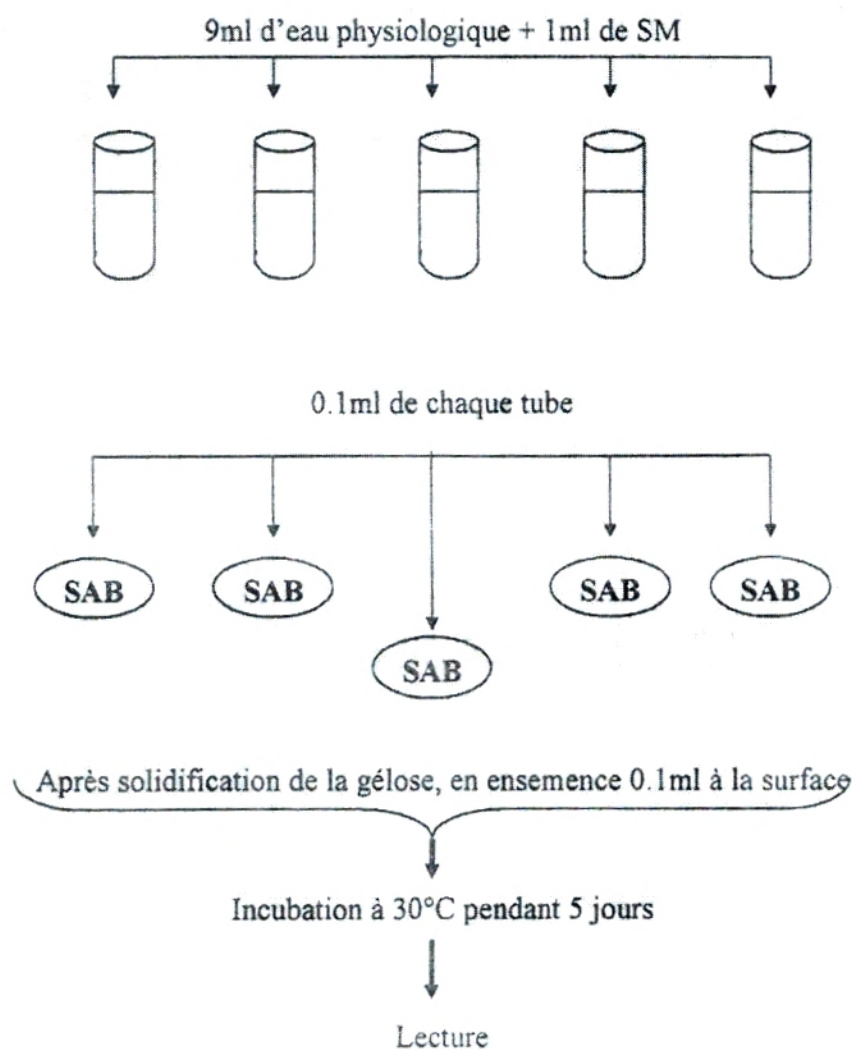 9ml d'eau physiologique + 1ml de SM
0.1ml de chaque tube
SAB SAB SAB SAB
SAB
Après solidification de la gélose, en ensemence 0.1ml à la surface
Incubation à 30°C pendant 5 jours
Lecture